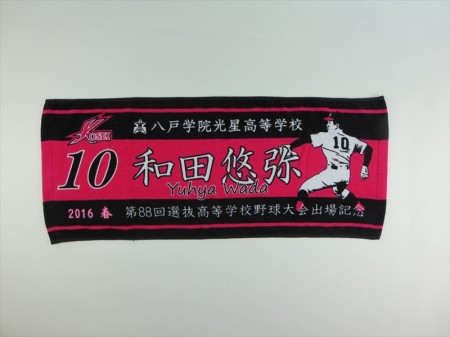 KOSEI
八戸学院光星高等学校
10 和田悠弥 10
Yuhya Wada
2016 春 第88回選抜高等学校野球大会出場記念